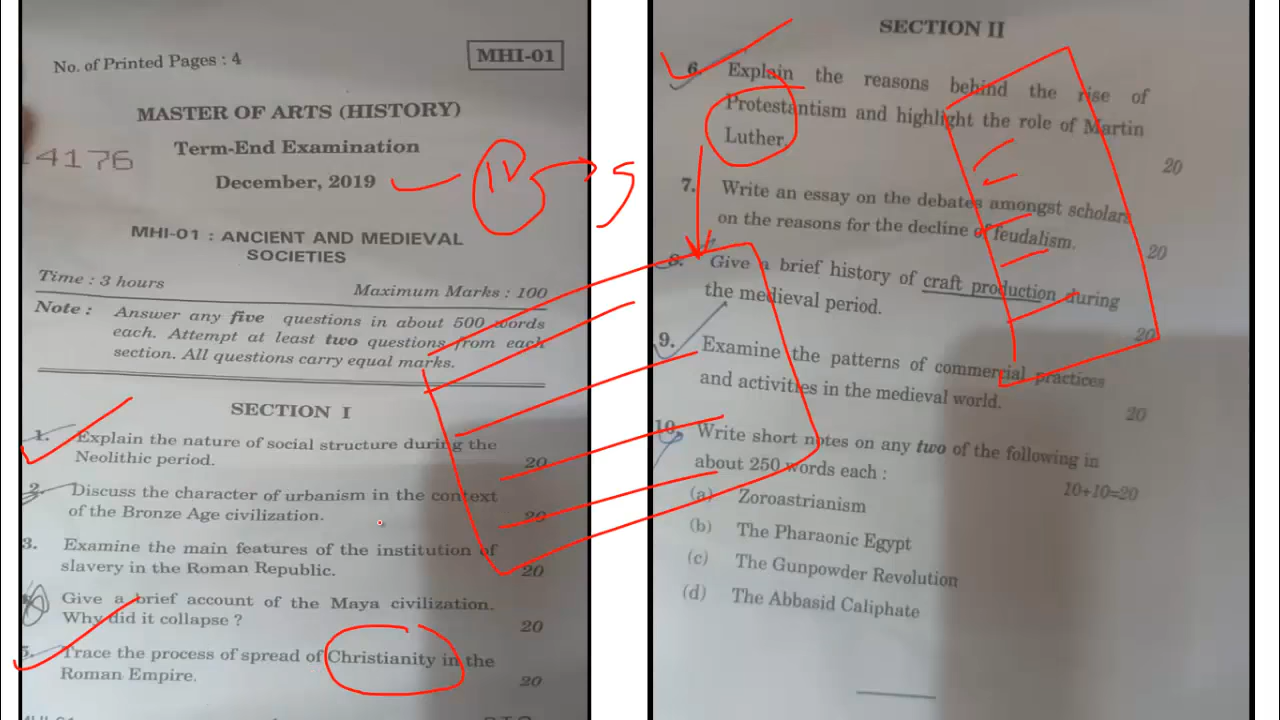 No. of Printed Pages : 4
MHI-01
MASTER OF ARTS (HISTORY)
4176
Term-End Examination
December, 2019
MHI-01 : ANCIENT AND MEDIEVAL
SOCIETIES
Time : 3 hours
Maximum Marks : 100
Note : Answer any five questions in about 500 words
each. Attempt at least two questions from each
section. All questions carry equal marks.
SECTION I
1. Explain the nature of social structure during the
Neolithic period. 20
2. Discuss the character of urbanism in the context
of the Bronze Age civilization. 20
3. Examine the main features of the institution of
slavery in the Roman Republic. 20
Give a brief account of the Maya civilization.
Why did it collapse ? 20
5. Trace the process of spread of Christianity in the
Roman Empire. 20
SECTION II
6. Explain the reasons behind the rise of
Protestantism and highlight the role of Martin
Luther. 20
7. Write an essay on the debates amongst scholars
on the reasons for the decline of feudalism. 20
8. Give a brief history of craft production during
the medieval period. 20
9. Examine the patterns of commercial practices
and activities in the medieval world. 20
10. Write short notes on any two of the following in
about 250 words each : 10+10=20
(a) Zoroastrianism
(b) The Pharaonic Egypt
(c) The Gunpowder Revolution
(d) The Abbasid Caliphate